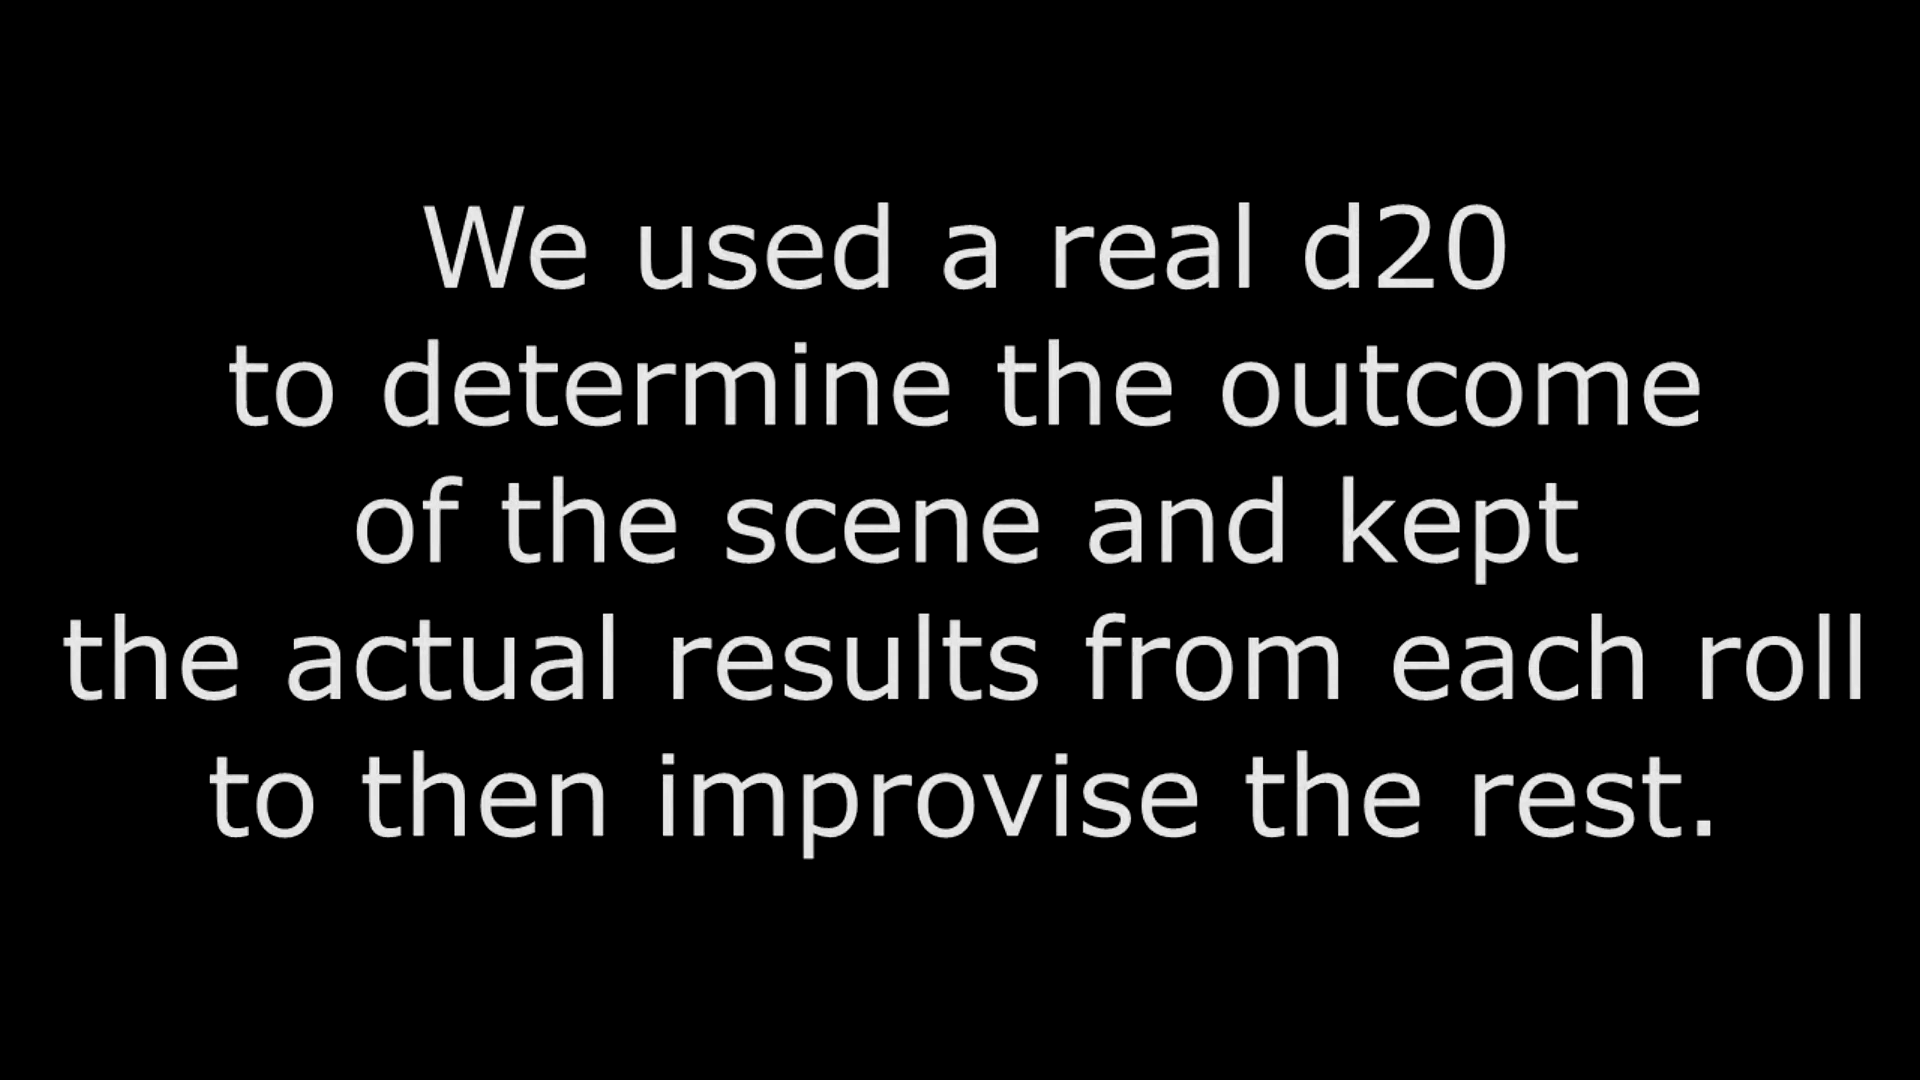 We used a real d20
to determine the outcome
of the scene and kept
the actual results from each roll
to then improvise the rest.